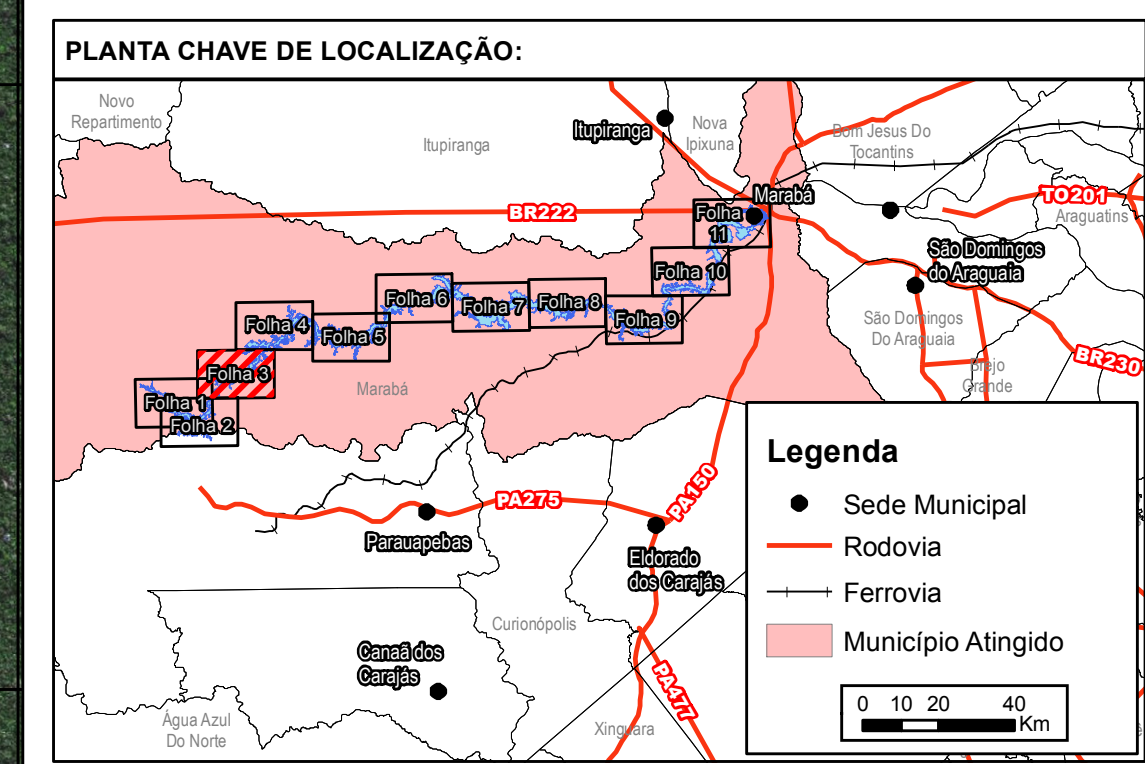 PLANTA CHAVE DE LOCALIZAÇÃO:
Novo
Repartimento
Itupiranga
Itupiranga
Nova
Ipixuna
Bom Jesus Do
Tocantins
Marabá
TO201
Araguatins
BR222
Folha
11
São Domingos
do Araguaia
Folha 10
Folha 6
Folha 7
Folha 8
Folha 9
Folha 4
Folha 5
São Domingos
Do Araguaia
BR230
Brejo
Grande
Folha 3
Marabá
Folha 1
Folha 2
PA275
PA150
Parauapebas
Eldorado
dos Carajás
Curionópolis
Canaã dos
Carajás
PA477
Água Azul
Do Norte
Xinguara
Legenda
Sede Municipal
Rodovia
Ferrovia
Município Atingido
0 10 20 40
Km